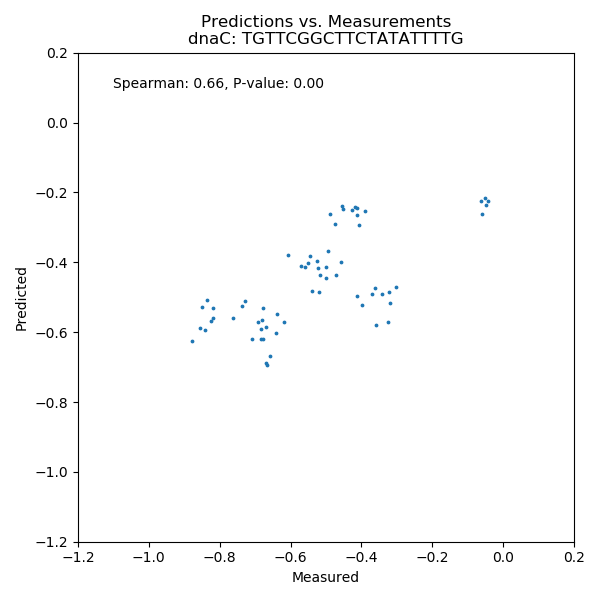 Predictions vs. Measurements
dnaC: TGTTCGGCTTCTATATTTTG
Spearman: 0.66, P-value: 0.00
0.2
0.0
−0.2
−0.4
−0.6
−0.8
−1.0
−1.2
Predicted
−1.2 −1.0 −0.8 −0.6 −0.4 −0.2 0.0 0.2
Measured